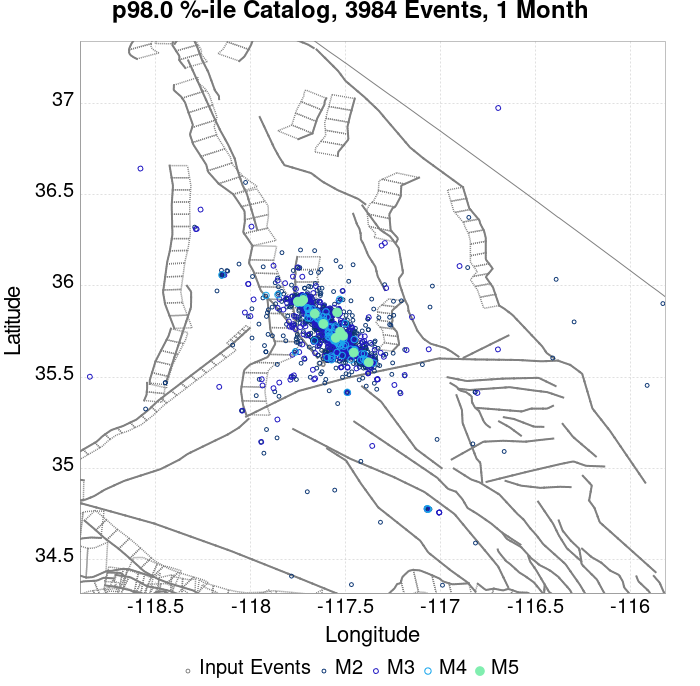 p98.0 %-ile Catalog, 3984 Events, 1 Month
37
36.5
36
35.5
35
34.5
Latitude
-118.5 -118 -117.5 -117 -116.5 -116
Longitude
Input Events M2 M3 M4 M5